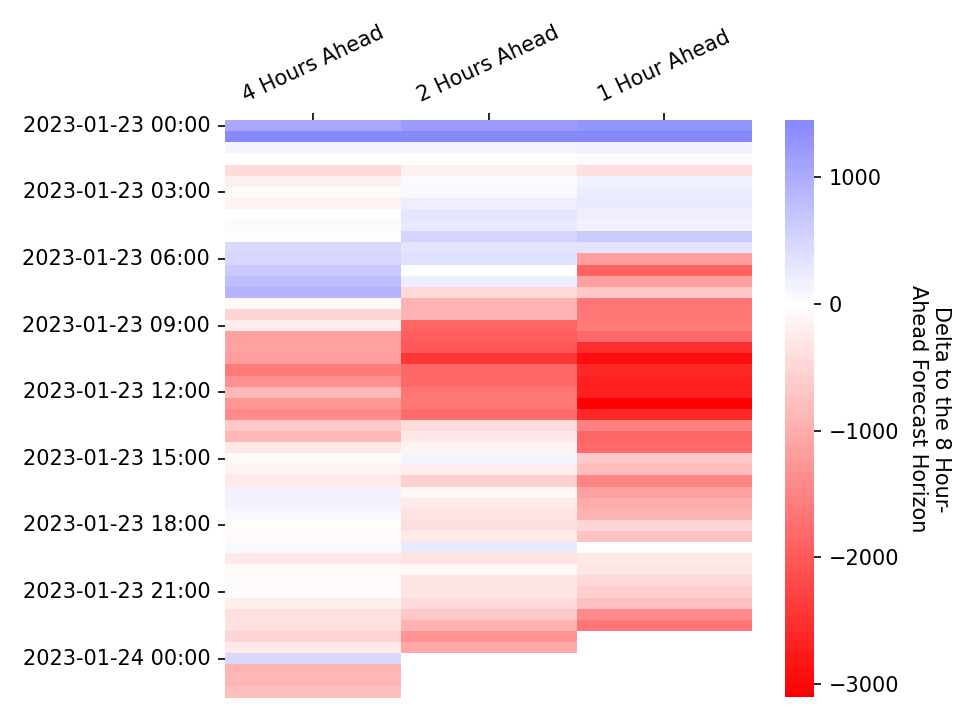 4 Hours Ahead
2 Hours Ahead
1 Hour Ahead
2023-01-23 00:00
2023-01-23 03:00
2023-01-23 06:00
2023-01-23 09:00
2023-01-23 12:00
2023-01-23 15:00
2023-01-23 18:00
2023-01-23 21:00
2023-01-24 00:00
1000
0
−1000
−2000
−3000
Delta to the 8 Hour-
Ahead Forecast Horizon